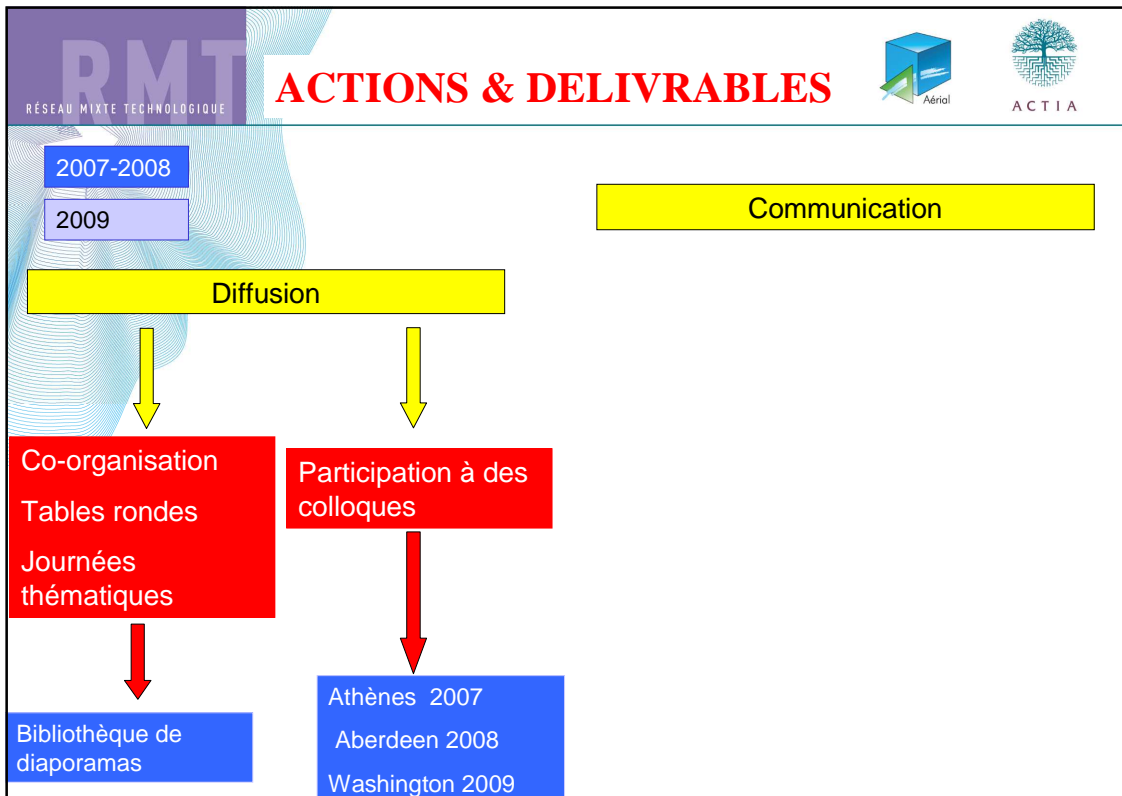 RMT
RÉSEAU MIXTE TECHNOLOGIQUE
ACTIONS & DELIVRABLES
Aérial
ACTIA
2007-2008
2009
Communication
Diffusion
Co-organisation
Tables rondes
Journées
thématiques
Participation à des
colloques
Bibliothèque de
diaporamas
Athènes 2007
Aberdeen 2008
Washington 2009